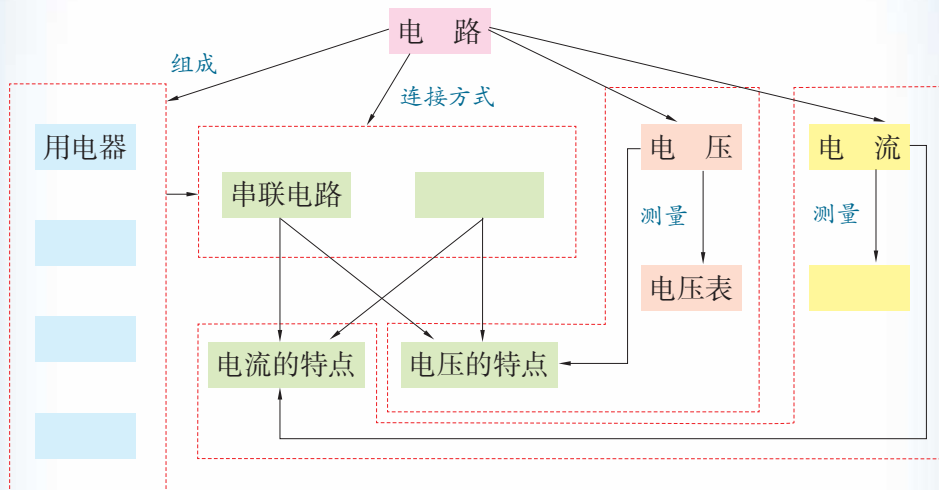 电 路
组成
连接方式
用电器
电 压
电 流
串联电路
测量
测量
电压表
电流的特点
电压的特点